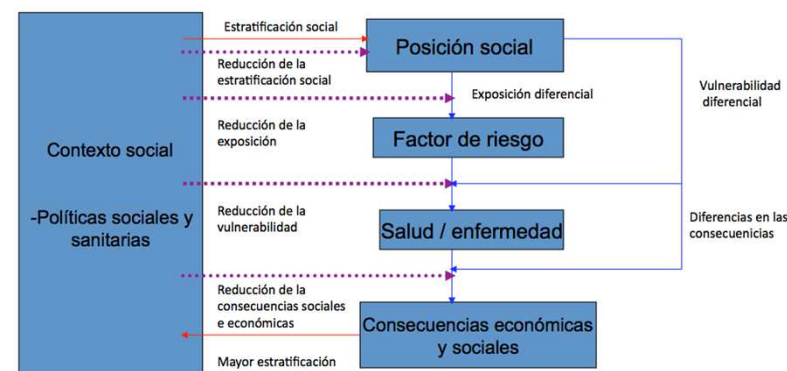 Contexto social
-Políticas sociales y
sanitarias
Estratificación social
Reducción de la
estratificación social
Reducción de la
exposición
Reducción de la
vulnerabilidad
Reducción de la
consecuencias sociales
e económicas
Mayor estratificación
Posición social
Exposición diferencial
Factor de riesgo
Salud / enfermedad
Consecuencias económicas
y sociales
Vulnerabilidad
diferencial
Diferencias en las
consecuenicias